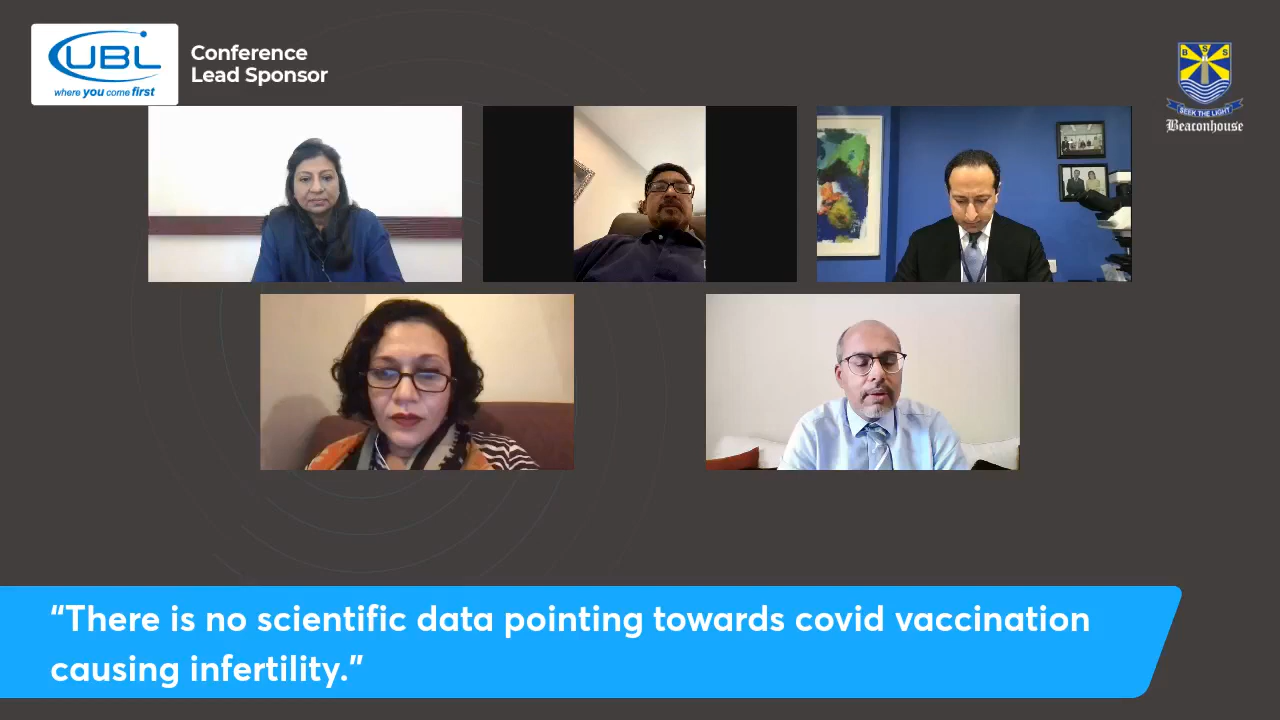 UBL
where you come first
Conference
Lead Sponsor
B S S
SEEK THE LIGHT
Beaconhouse
“There is no scientific data pointing towards covid vaccination
causing infertility.”